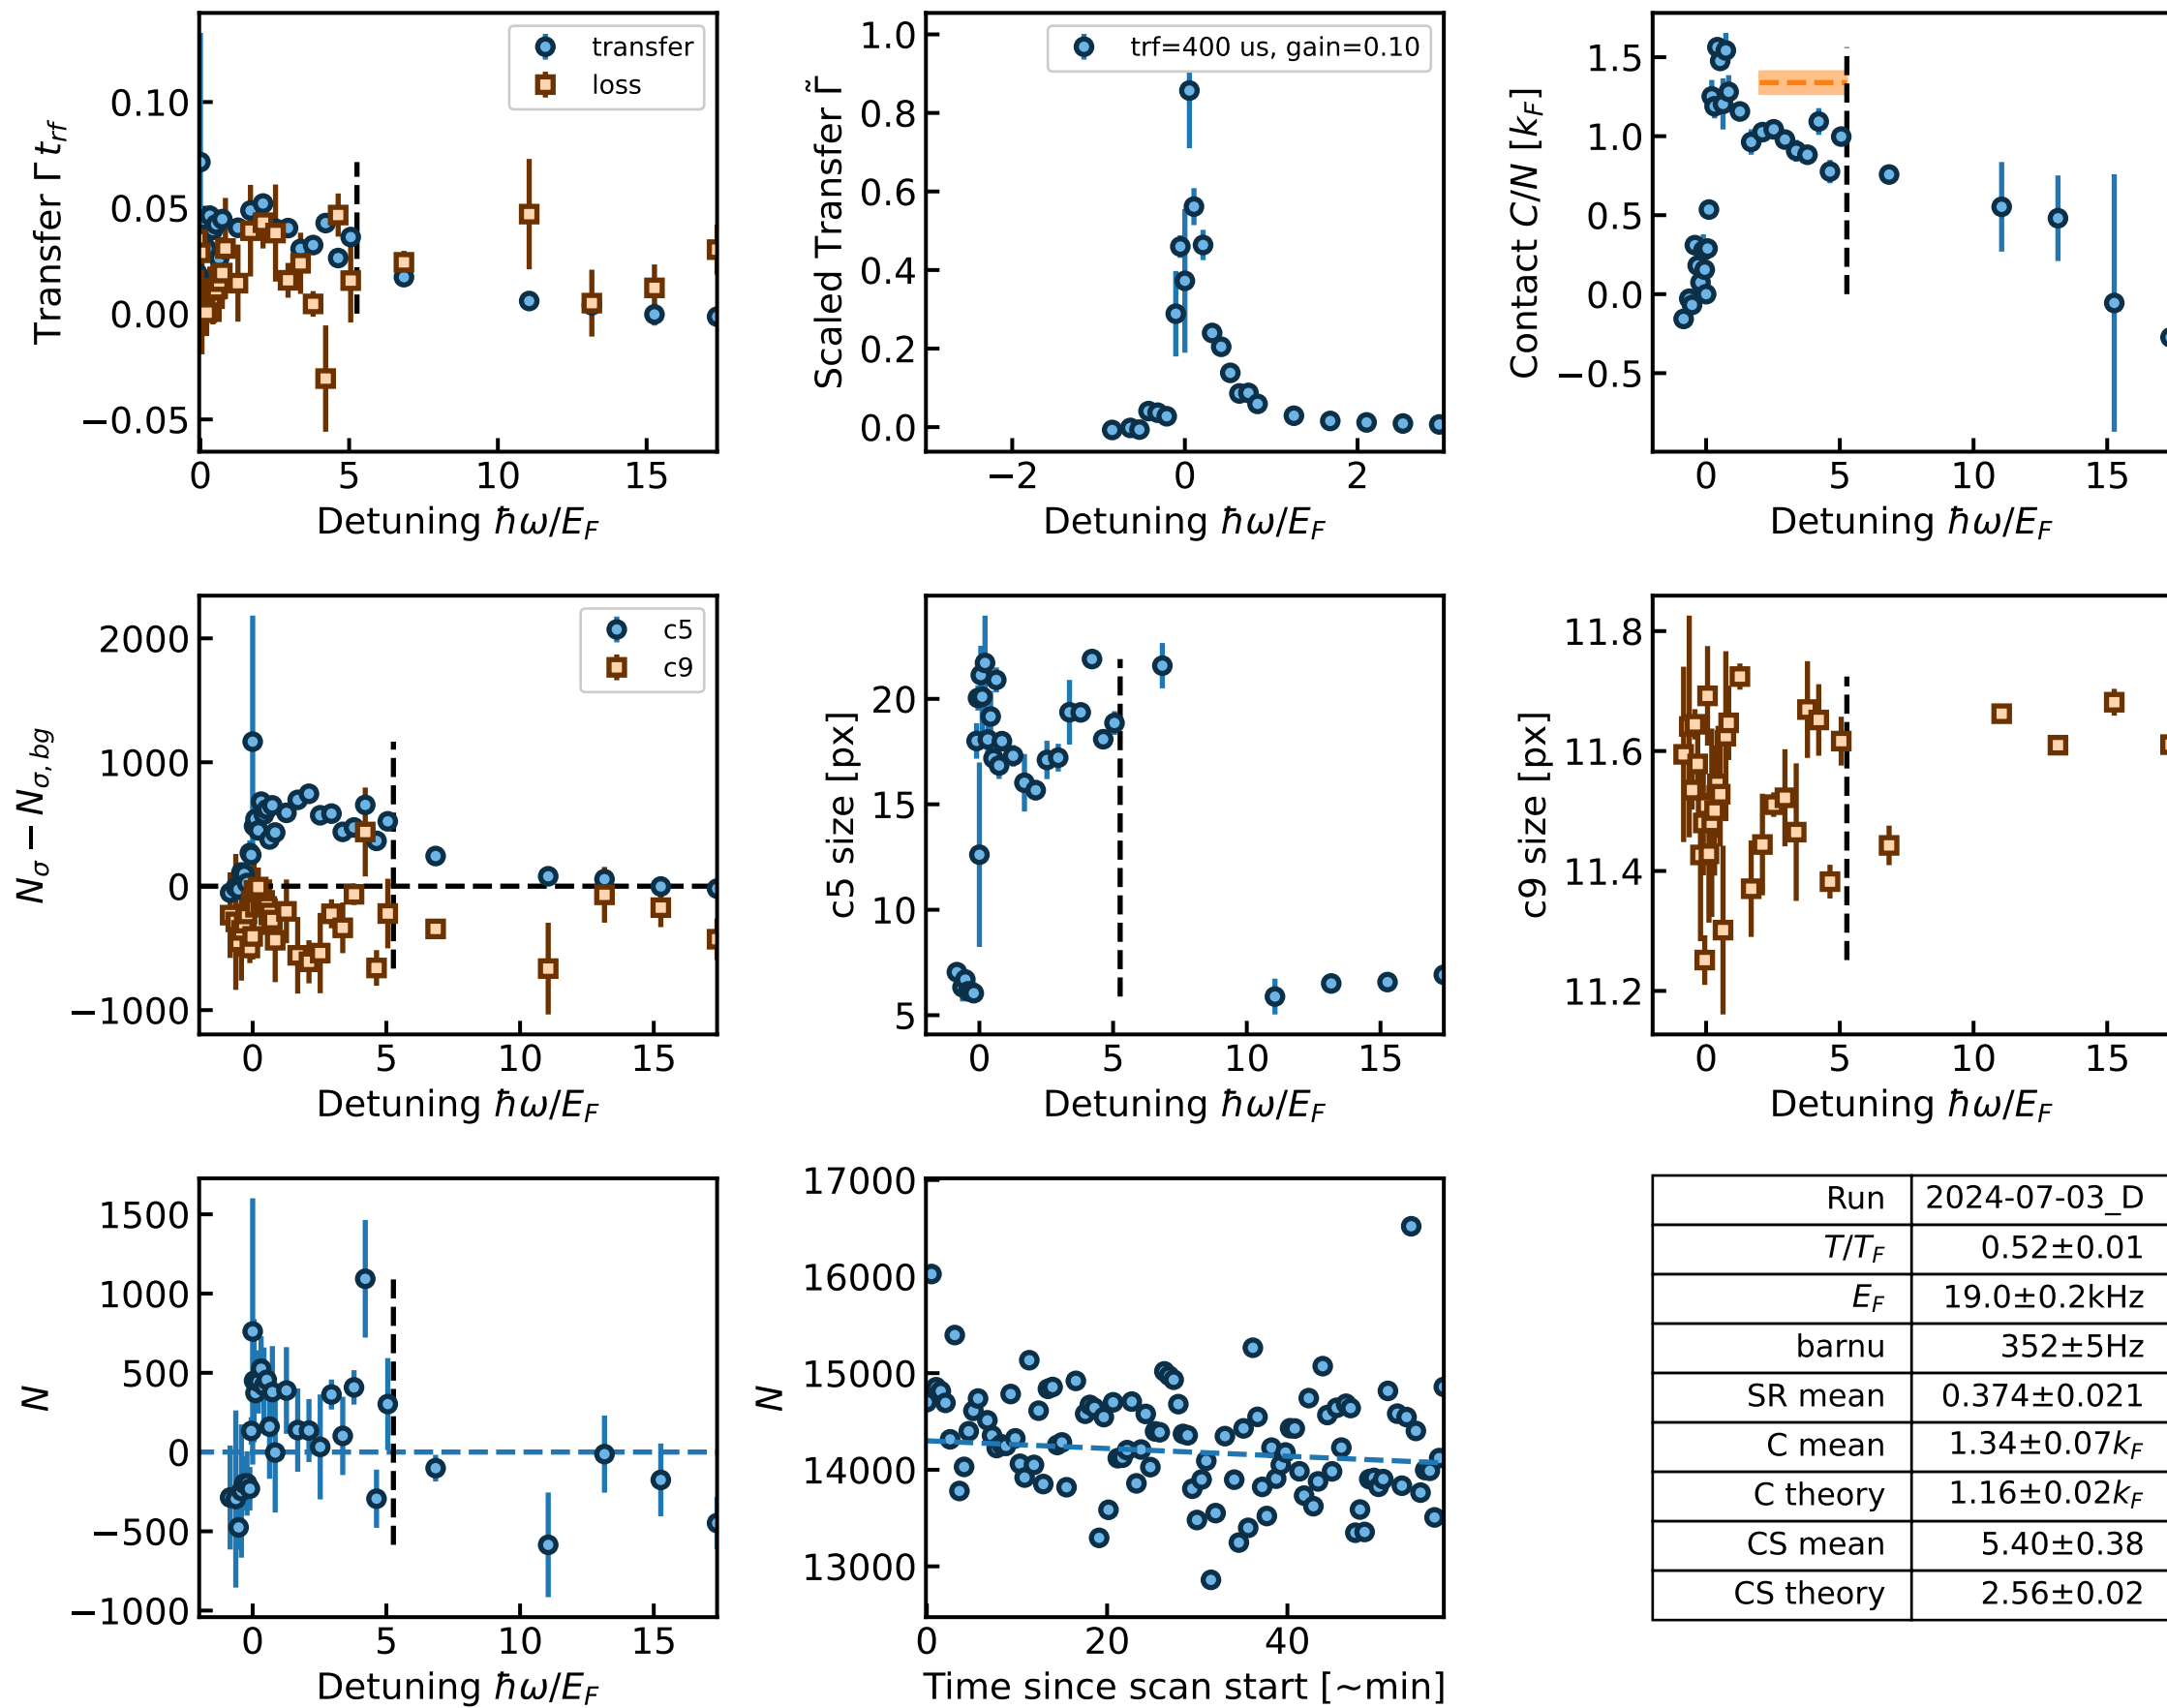 transfer
loss
0.10
0.05
0.00
−0.05
Transfer Γ t_rf
0 5 10 15
Detuning ħω/E_F
trf=400 us, gain=0.10
1.0
0.8
0.6
0.4
0.2
0.0
Scaled Transfer Γ̃
−2 0 2
Detuning ħω/E_F
1.5
1.0
0.5
0.0
−0.5
Contact C/N [k_F]
0 5 10 15
Detuning ħω/E_F
c5
c9
2000
1000
0
−1000
N_σ − N_σ,bg
0 5 10 15
Detuning ħω/E_F
20
15
10
5
c5 size [px]
0 5 10 15
Detuning ħω/E_F
11.8
11.6
11.4
11.2
c9 size [px]
0 5 10 15
Detuning ħω/E_F
1500
1000
500
0
−500
−1000
N
0 5 10 15
Detuning ħω/E_F
17000
16000
15000
14000
13000
N
0 20 40
Time since scan start [~min]
Run 2024-07-03_D
T/T_F 0.52±0.01
E_F 19.0±0.2kHz
barnu 352±5Hz
SR mean 0.374±0.021
C mean 1.34±0.07k_F
C theory 1.16±0.02k_F
CS mean 5.40±0.38
CS theory 2.56±0.02